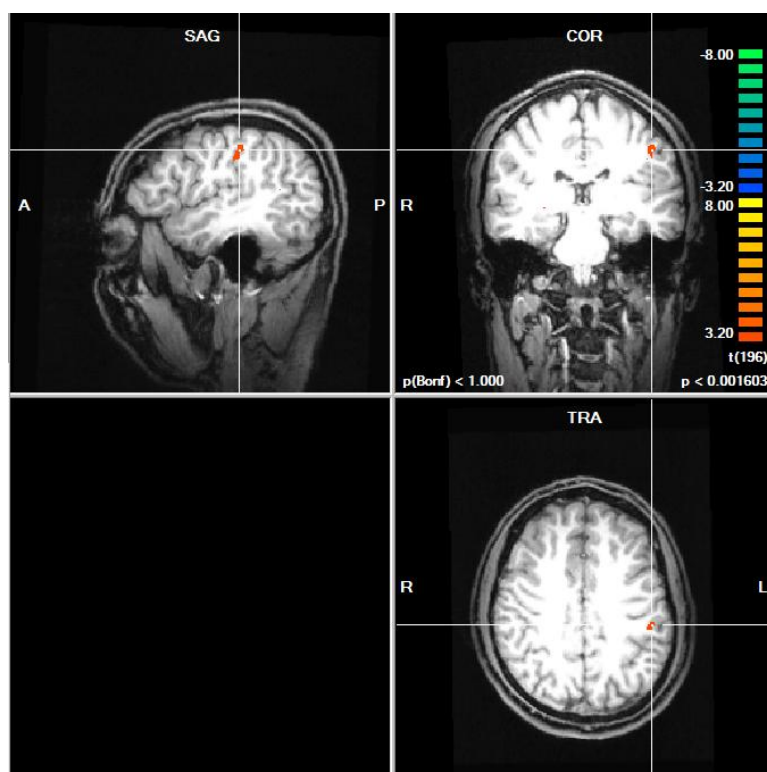 SAG
A
P
COR
R
-8.00
-3.20
8.00
3.20
t(196)
p(Bonf) < 1.000
p < 0.001603
TRA
R
L